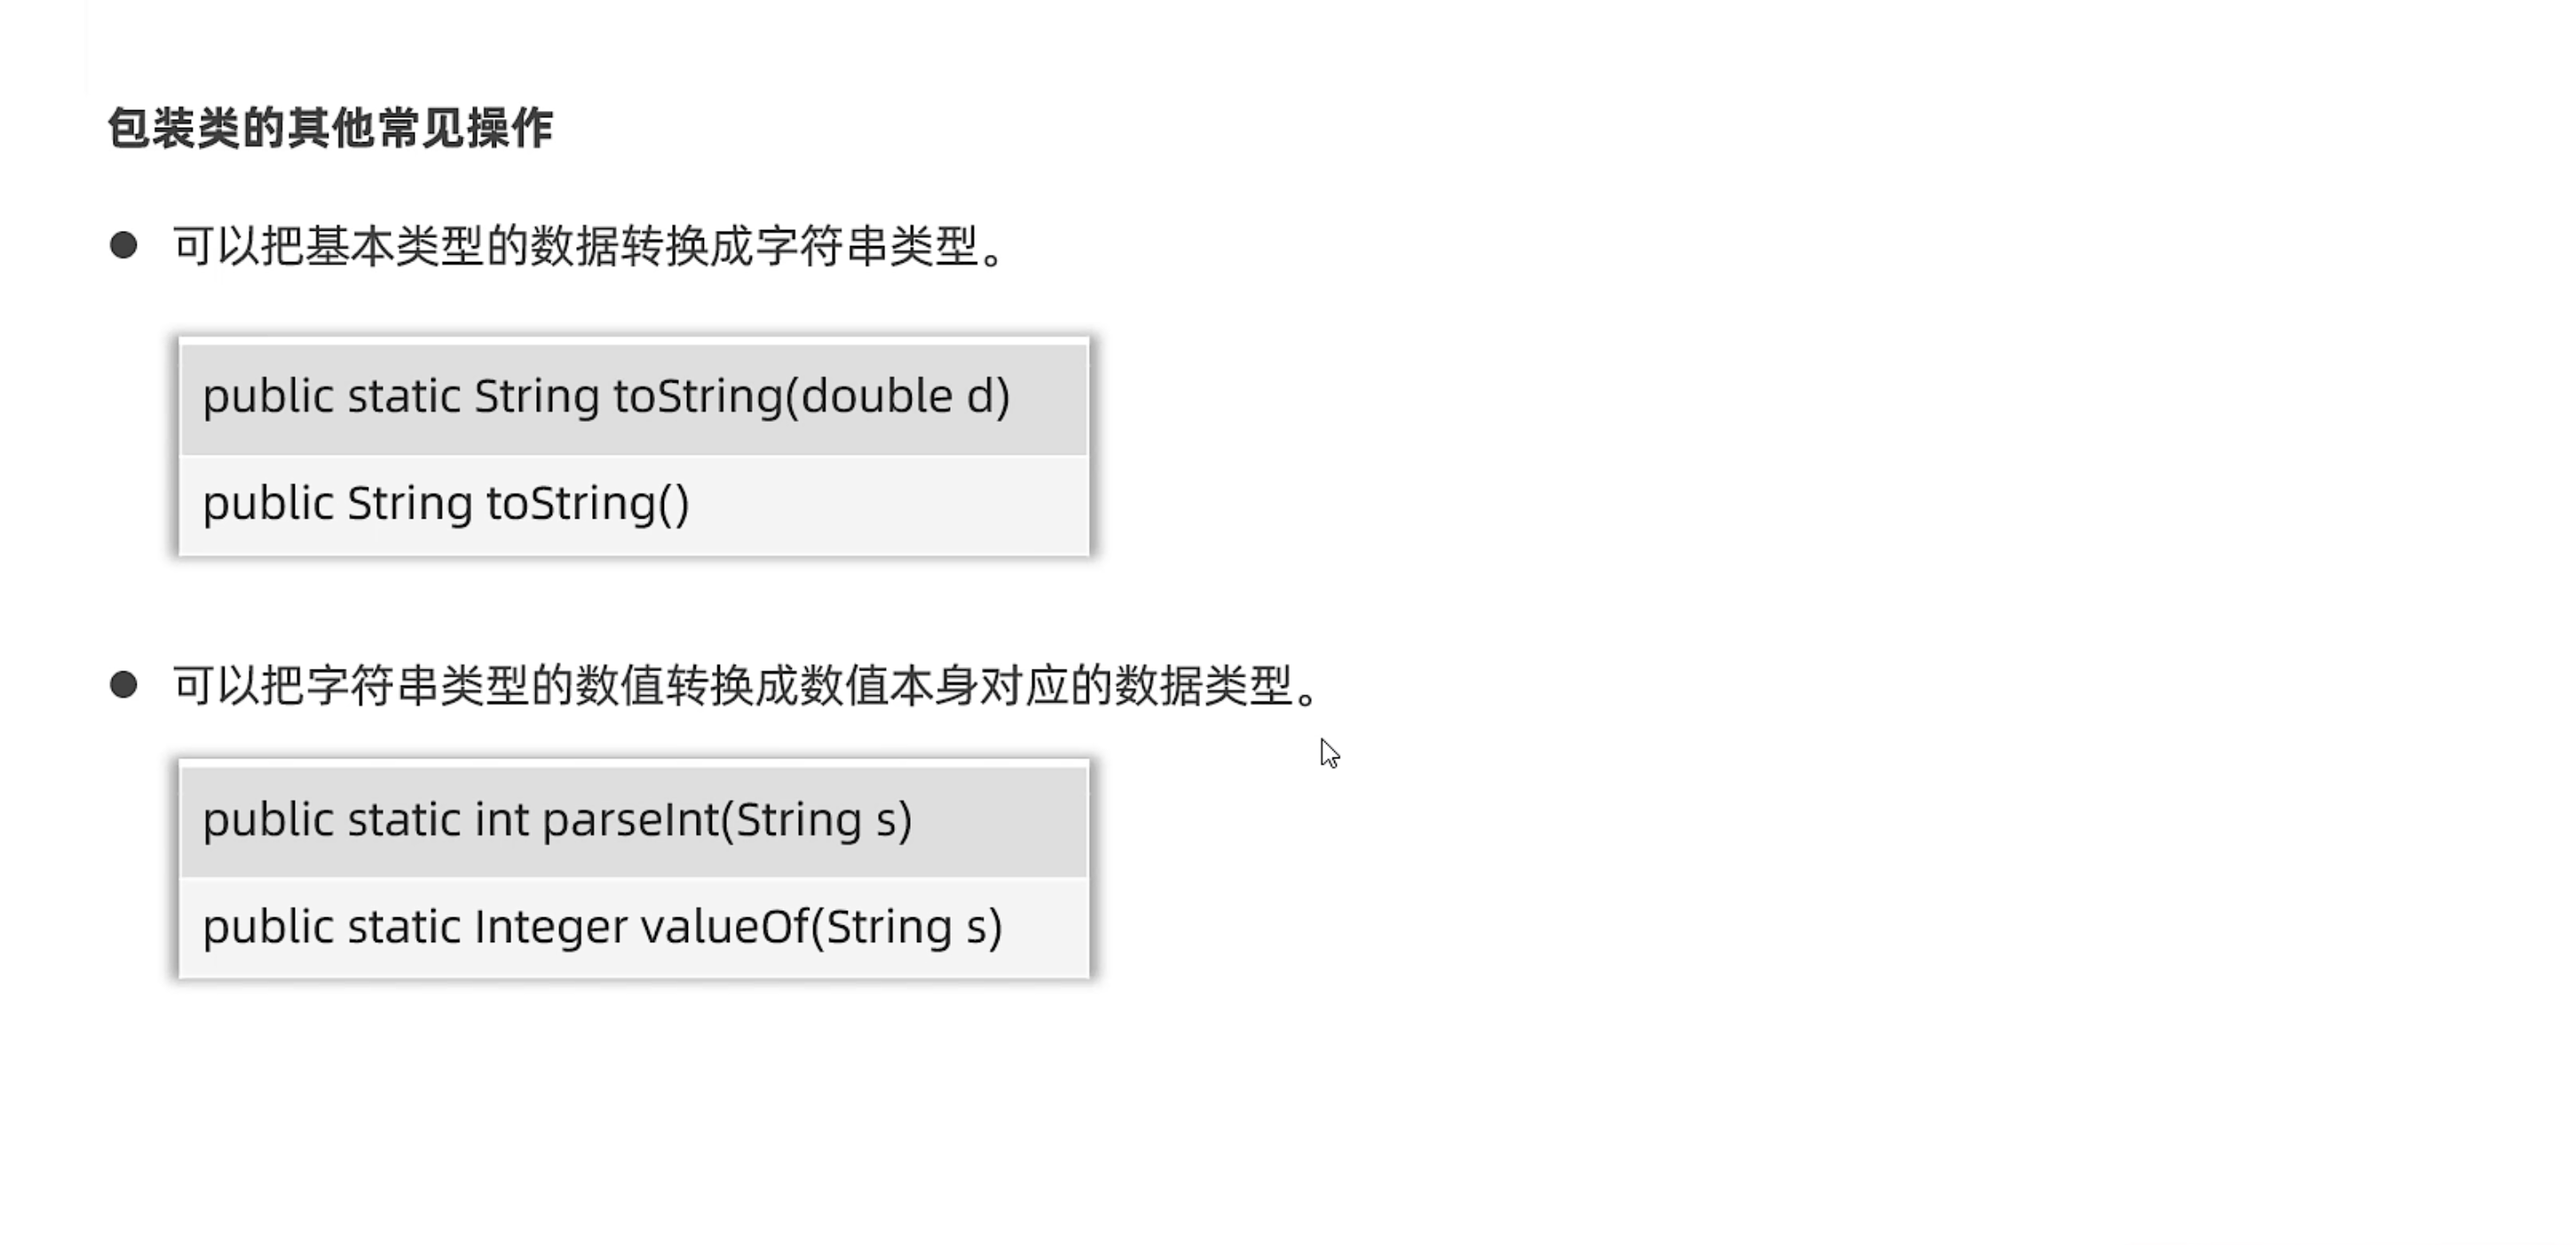 包装类的其他常见操作
可以把基本类型的数据转换成字符串类型。
public static String toString(double d)
public String toString()
可以把字符串类型的数值转换成数值本身对应的数据类型。
public static int parseInt(String s)
public static Integer valueOf(String s)